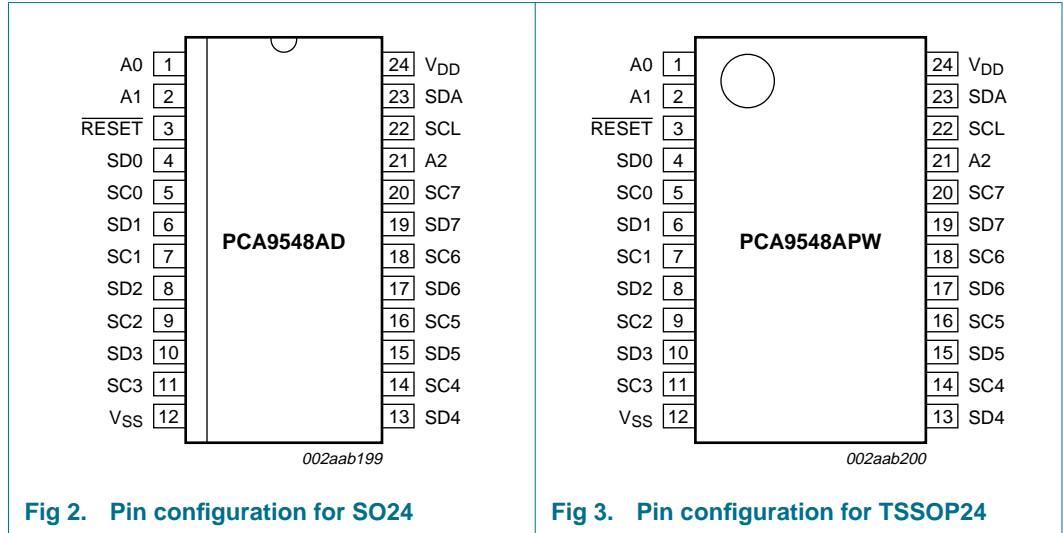 A0 1 24 VDD
A1 2 23 SDA
RESET 3 22 SCL
SD0 4 21 A2
SC0 5 20 SC7
SD1 6 19 SD7
PCA9548AD
SC1 7 18 SC6
SD2 8 17 SD6
SC2 9 16 SC5
SD3 10 15 SD5
SC3 11 14 SC4
VSS 12 13 SD4
002aab199
Fig 2. Pin configuration for SO24
A0 1 24 VDD
A1 2 23 SDA
RESET 3 22 SCL
SD0 4 21 A2
SC0 5 20 SC7
SD1 6 19 SD7
PCA9548APW
SC1 7 18 SC6
SD2 8 17 SD6
SC2 9 16 SC5
SD3 10 15 SD5
SC3 11 14 SC4
VSS 12 13 SD4
002aab200
Fig 3. Pin configuration for TSSOP24